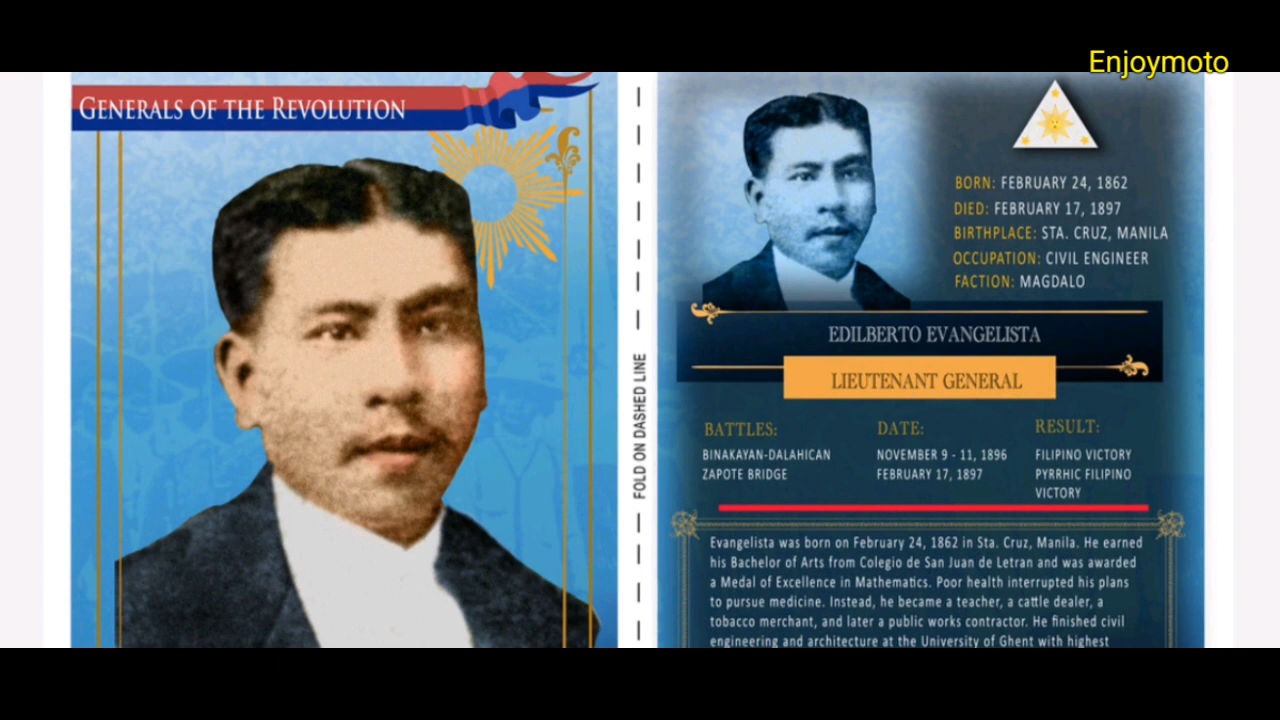 Enjoymoto
GENERALS OF THE REVOLUTION
FOLD ON DASHED LINE
BORN: FEBRUARY 24, 1862
DIED: FEBRUARY 17, 1897
BIRTHPLACE: STA. CRUZ, MANILA
OCCUPATION: CIVIL ENGINEER
FACTION: MAGDALO
EDILBERTO EVANGELISTA
LIEUTENANT GENERAL
BATTLES: DATE: RESULT:
BINAKAYAN-DALAHICAN NOVEMBER 9 - 11, 1896 FILIPINO VICTORY
ZAPOTE BRIDGE FEBRUARY 17, 1897 PYRRHIC FILIPINO
VICTORY
Evangelista was born on February 24, 1862 in Sta. Cruz, Manila. He earned
his Bachelor of Arts from Colegio de San Juan de Letran and was awarded
a Medal of Excellence in Mathematics. Poor health interrupted his plans
to pursue medicine. Instead, he became a teacher, a cattle dealer, a
tobacco merchant, and later a public works contractor. He finished civil
engineering and architecture at the University of Ghent with highest